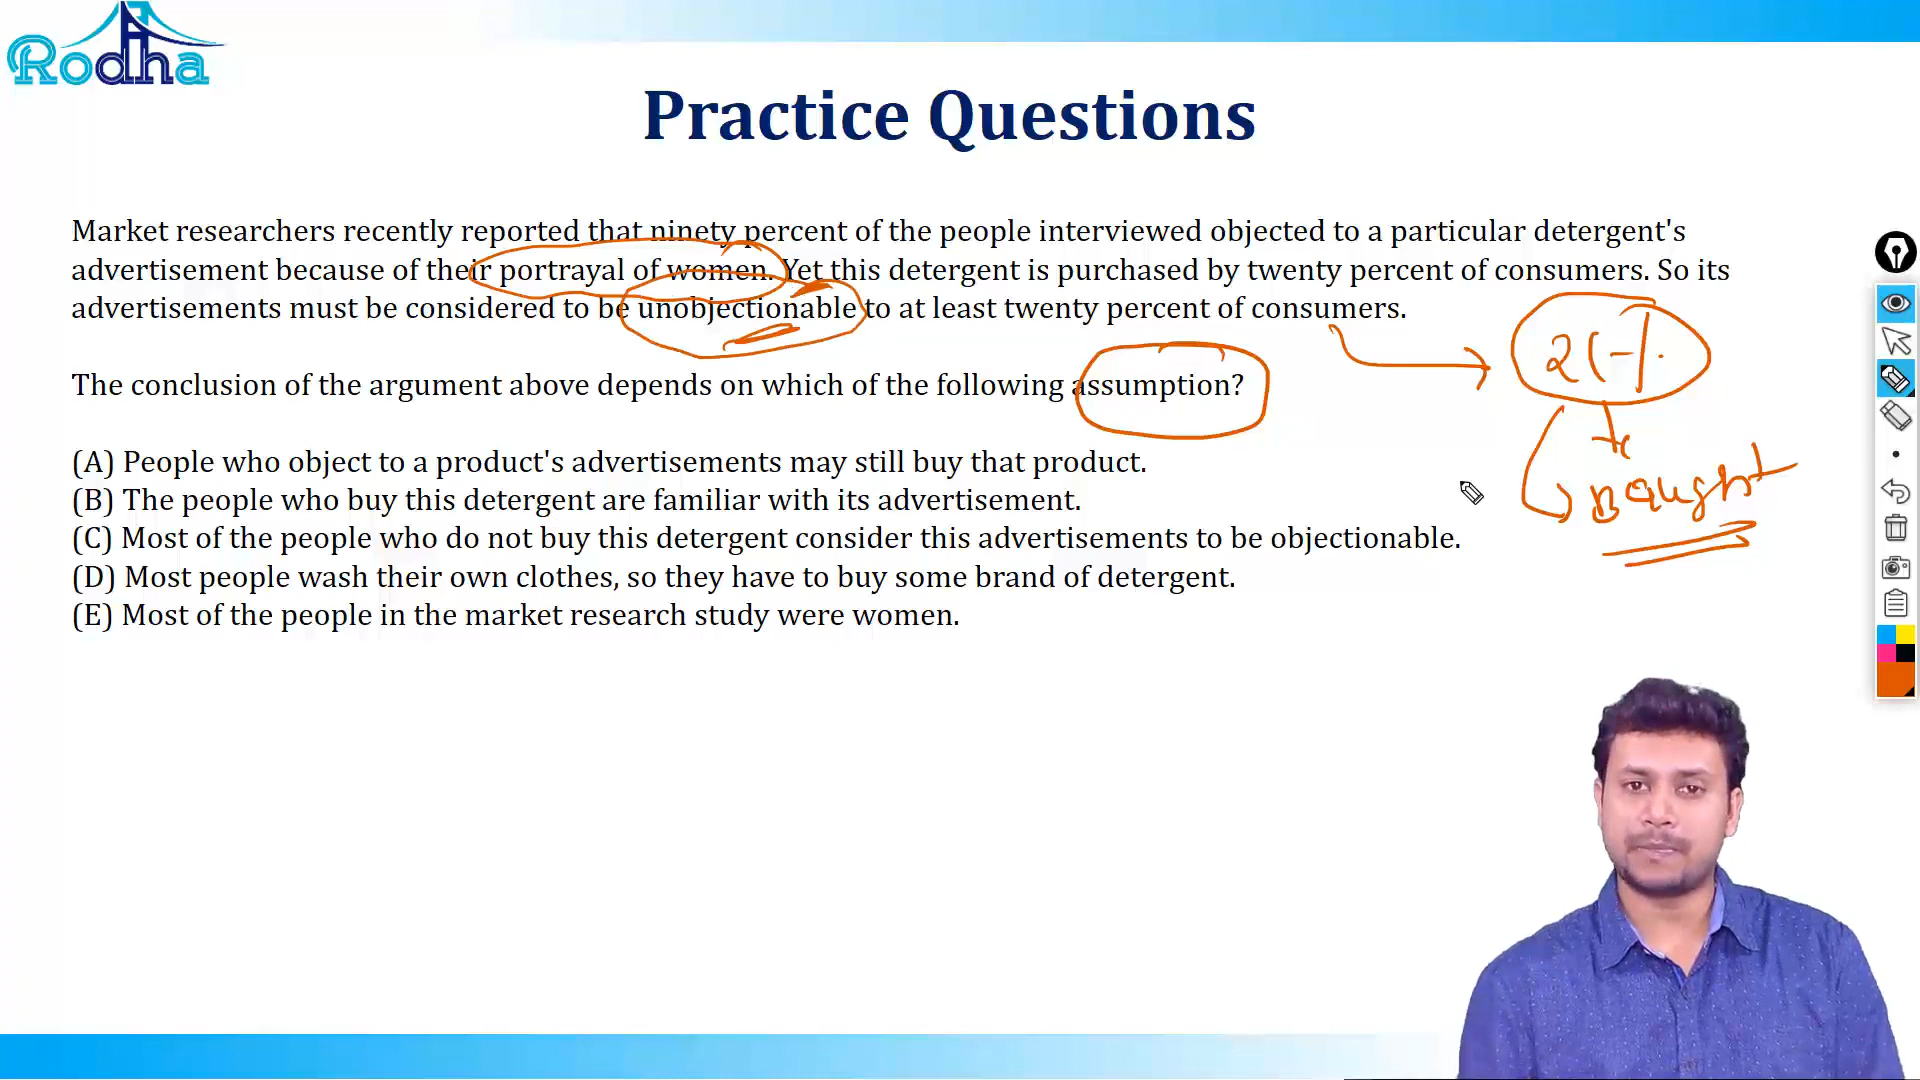 Rodha
Practice Questions
Market researchers recently reported that ninety percent of the people interviewed objected to a particular detergent's
advertisement because of their portrayal of women. Yet this detergent is purchased by twenty percent of consumers. So its
advertisements must be considered to be unobjectionable to at least twenty percent of consumers.
The conclusion of the argument above depends on which of the following assumption?
(A) People who object to a product's advertisements may still buy that product.
(B) The people who buy this detergent are familiar with its advertisement.
(C) Most of the people who do not buy this detergent consider this advertisements to be objectionable.
(D) Most people wash their own clothes, so they have to buy some brand of detergent.
(E) Most of the people in the market research study were women.
Bought